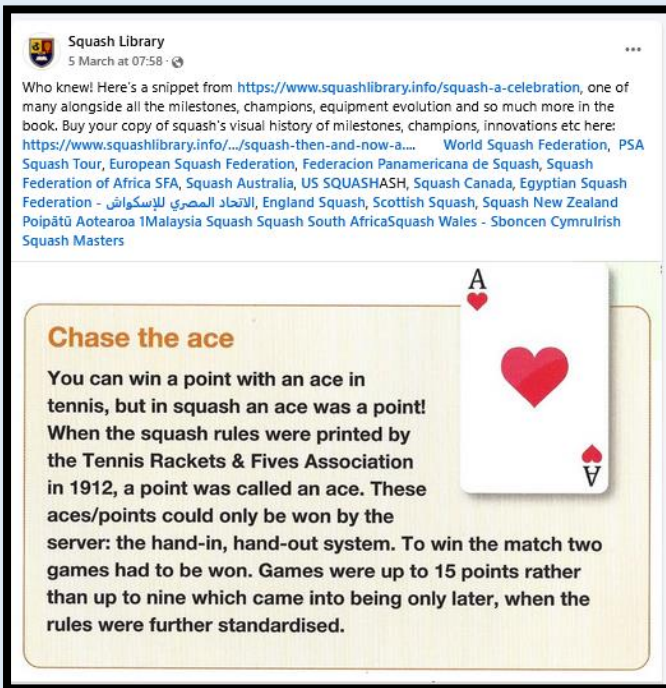 Squash Library
5 March at 07:58 ·
Who knew! Here's a snippet from https://www.squashlibrary.info/squash-a-celebration, one of
many alongside all the milestones, champions, equipment evolution and so much more in the
book. Buy your copy of squash's visual history of milestones, champions, innovations etc here:
https://www.squashlibrary.info/.../squash-then-and-now-a.... World Squash Federation, PSA
Squash Tour, European Squash Federation, Federacion Panamericana de Squash, Squash
Federation of Africa SFA, Squash Australia, US SQUASHASH, Squash Canada, Egyptian Squash
Federation - الاتحاد المصري للإسكواش, England Squash, Scottish Squash, Squash New Zealand
Poipātū Aotearoa 1Malaysia Squash Squash South AfricaSquash Wales - Sboncen CymruIrish
Squash Masters
A
Chase the ace
You can win a point with an ace in
tennis, but in squash an ace was a point!
When the squash rules were printed by
the Tennis Rackets & Fives Association
in 1912, a point was called an ace. These
aces/points could only be won by the
server: the hand-in, hand-out system. To win the match two
games had to be won. Games were up to 15 points rather
than up to nine which came into being only later, when the
rules were further standardised.
A